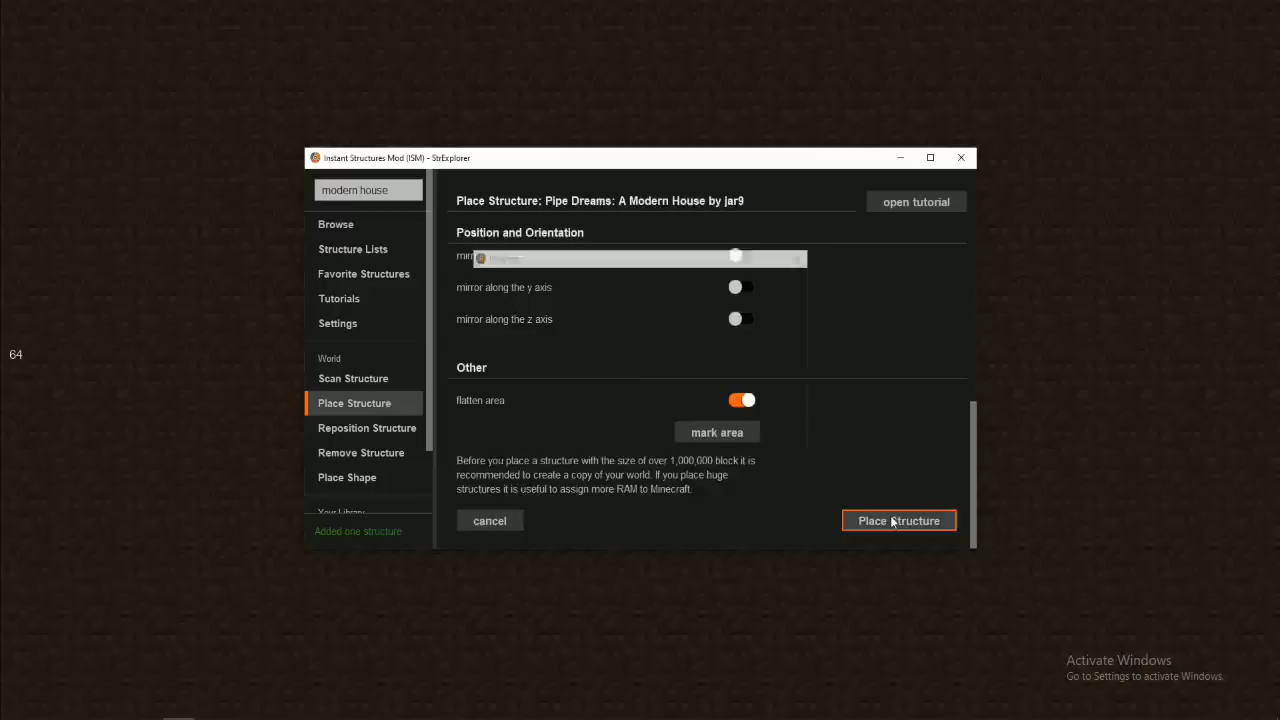 Instant Structures Mod (ISM) - StrExplorer
modern house
Browse
Structure Lists
Favorite Structures
Tutorials
Settings
World
Scan Structure
Place Structure
Reposition Structure
Remove Structure
Place Shape
Your Library
Added one structure
Place Structure: Pipe Dreams: A Modern House by jar9
open tutorial
Position and Orientation
mirror along the y axis
mirror along the z axis
Other
flatten area
mark area
Before you place a structure with the size of over 1,000,000 block it is
recommended to create a copy of your world. If you place huge
structures it is useful to assign more RAM to Minecraft.
cancel
Place Structure
64
Activate Windows
Go to Settings to activate Windows.